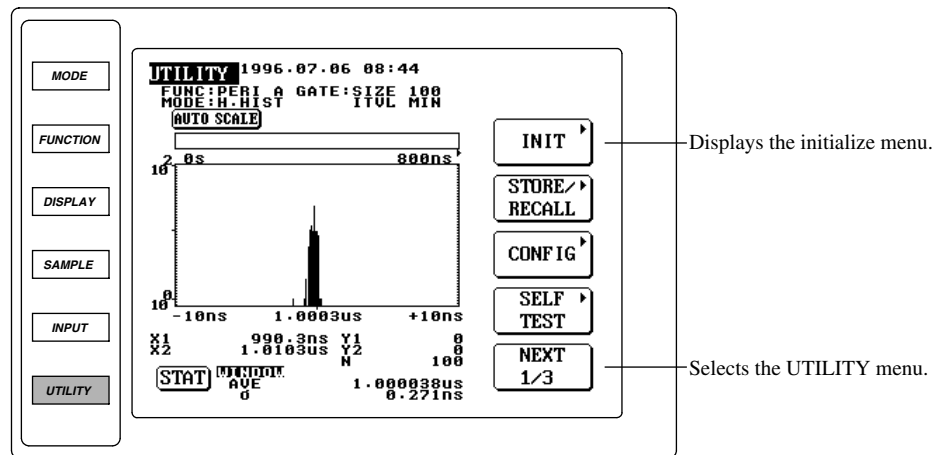 MODE
FUNCTION
DISPLAY
SAMPLE
INPUT
UTILITY
UTILITY 1996.07.06 08:44
FUNC:PERI A GATE:SIZE 100
MODE:H.HIST ITVL MIN
AUTO SCALE
0s 800ns
10²
10⁰
-10ns 1.0003us +10ns
X1 990.3ns Y1 0
X2 1.0103us Y2 0
N 100
STAT WINDOW
AVE 1.000038us
σ 0.271ns
INIT
STORE/
RECALL
CONFIG
SELF
TEST
NEXT
1/3
Displays the initialize menu.
Selects the UTILITY menu.